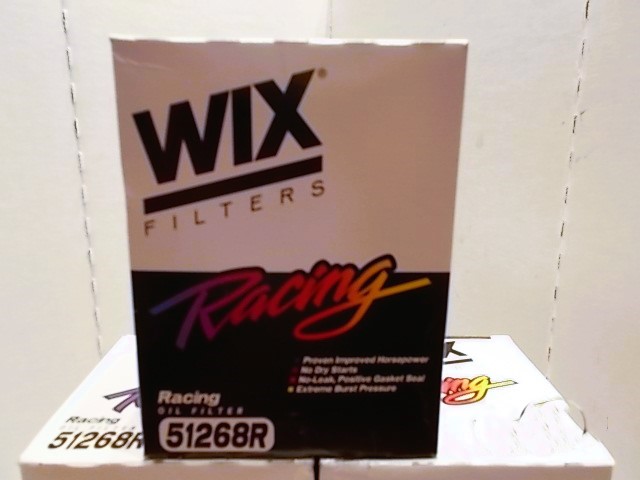 WIX®
FILTERS
Racing
Proven Improved Horsepower
No Dry Starts
No-Leak, Positive Gasket Seal
Extreme Burst Pressure
Racing
OIL FILTER
51268R
Racing
51268R